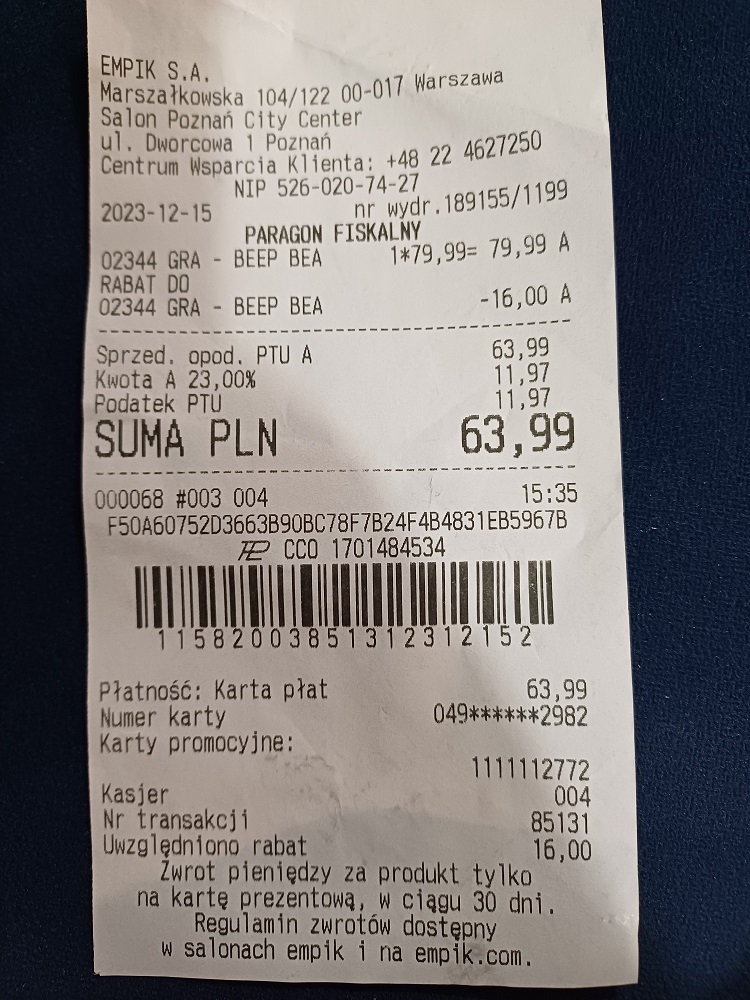 EMPIK S.A.
Marszałkowska 104/122 00-017 Warszawa
Salon Poznań City Center
ul. Dworcowa 1 Poznań
Centrum Wsparcia Klienta: +48 22 4627250
NIP 526-020-74-27
2023-12-15 nr wydr.189155/1199
PARAGON FISKALNY
02344 GRA - BEEP BEA 1*79,99= 79,99 A
RABAT DO
02344 GRA - BEEP BEA -16,00 A
Sprzed. opod. PTU A 63,99
Kwota A 23,00% 11,97
Podatek PTU 11,97
SUMA PLN 63,99
000068 #003 004 15:35
F50A60752D3663B90BC78F7B24F4B4831EB5967B
CCO 1701484534
11582003851312312152
Płatność: Karta płat 63,99
Numer karty 049******2982
Karty promocyjne:
1111112772
Kasjer 004
Nr transakcji 85131
Uwzględniono rabat 16,00
Zwrot pieniędzy za produkt tylko
na kartę prezentową, w ciągu 30 dni.
Regulamin zwrotów dostępny
w salonach empik i na empik.com.